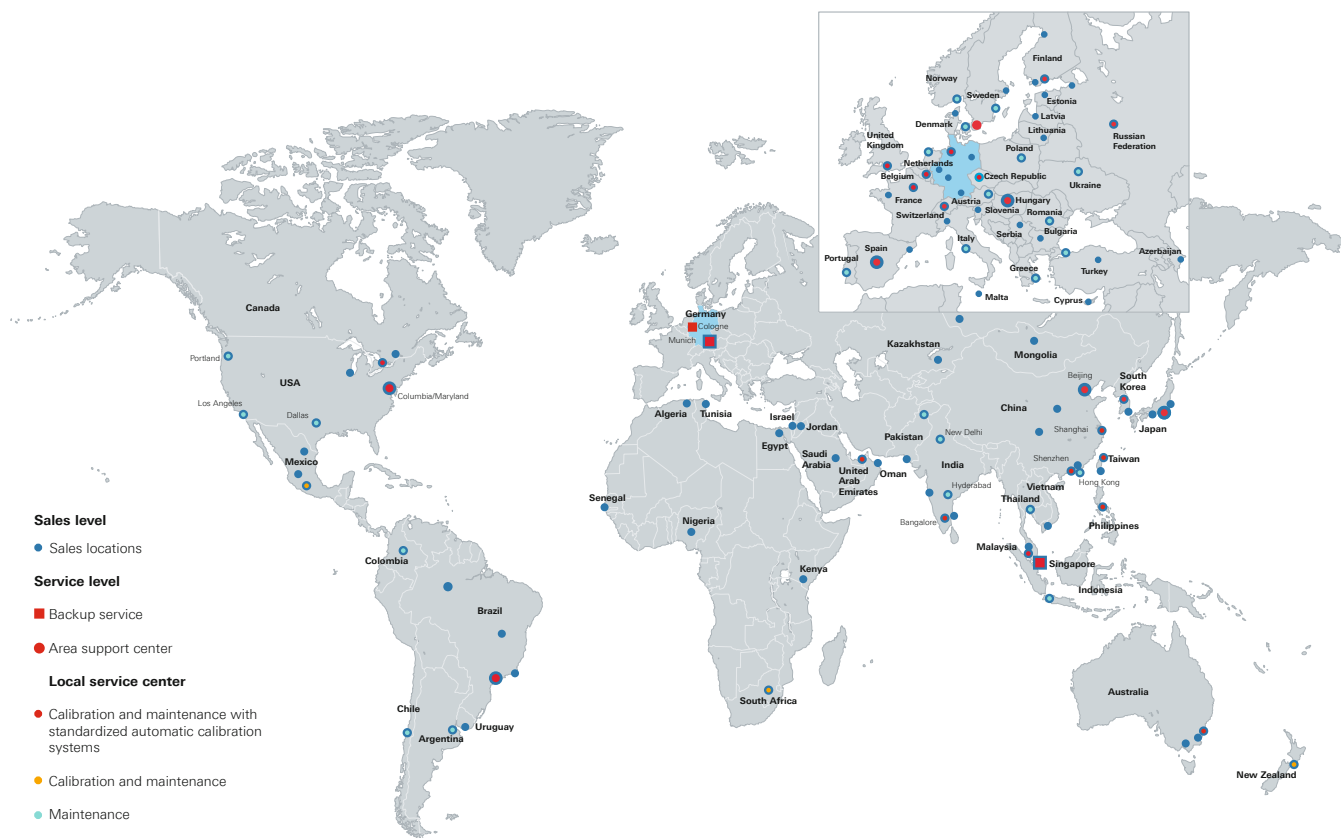 Finland
Norway
Sweden
Estonia
Latvia
Denmark
Lithuania
United
Kingdom
Russian
Federation
Poland
Netherlands
Belgium
Czech Republic
Ukraine
France
Austria
Hungary
Switzerland
Slovenia
Romania
Serbia
Bulgaria
Italy
Spain
Portugal
Azerbaijan
Greece
Turkey
Malta
Cyprus
Canada
Germany
Cologne
Munich
Kazakhstan
Mongolia
Portland
USA
Beijing
South
Korea
Columbia/Maryland
Los Angeles
Dallas
Algeria
Tunisia
Israel
Jordan
Egypt
China
Shanghai
Japan
Pakistan
New Delhi
Mexico
Saudi
Arabia
United
Arab
Emirates
Oman
India
Shenzhen
Taiwan
Hong Kong
Hyderabad
Vietnam
Thailand
Senegal
Nigeria
Bangalore
Philippines
Malaysia
Singapore
Colombia
Kenya
Indonesia
Brazil
South Africa
Australia
Chile
Uruguay
Argentina
New Zealand
Sales level
Sales locations
Service level
Backup service
Area support center
Local service center
Calibration and maintenance with
standardized automatic calibration
systems
Calibration and maintenance
Maintenance